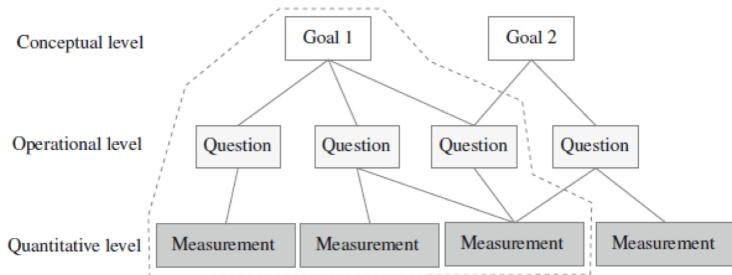 Conceptual level
Goal 1
Goal 2
Operational level
Question
Question
Question
Question
Quantitative level
Measurement
Measurement
Measurement
Measurement